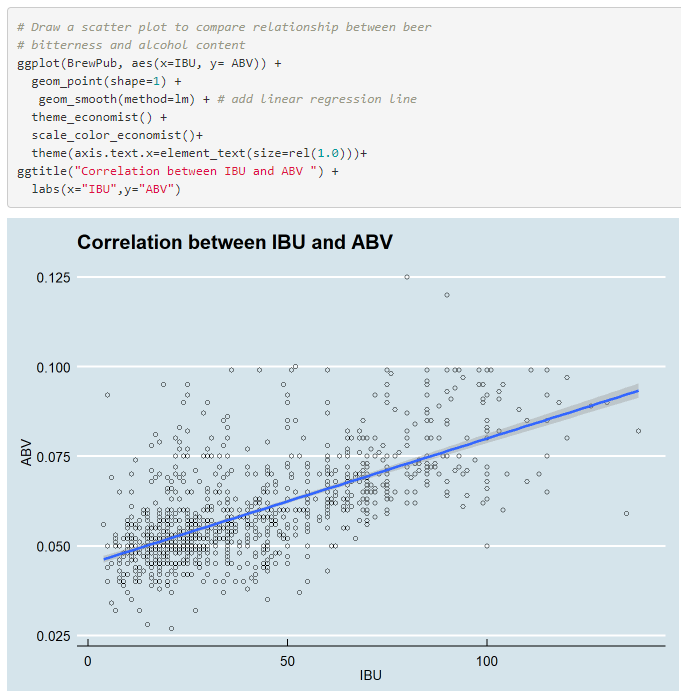 # Draw a scatter plot to compare relationship between beer
# bitterness and alcohol content
ggplot(BrewPub, aes(x=IBU, y= ABV)) +
  geom_point(shape=1) +
   geom_smooth(method=lm) + # add linear regression line
  theme_economist() +
  scale_color_economist()+
  theme(axis.text.x=element_text(size=rel(1.0)))+
ggtitle("Correlation between IBU and ABV ") +
  labs(x="IBU",y="ABV")
Correlation between IBU and ABV
0.125
0.100
0.075
0.050
0.025
ABV
0 50 100
IBU